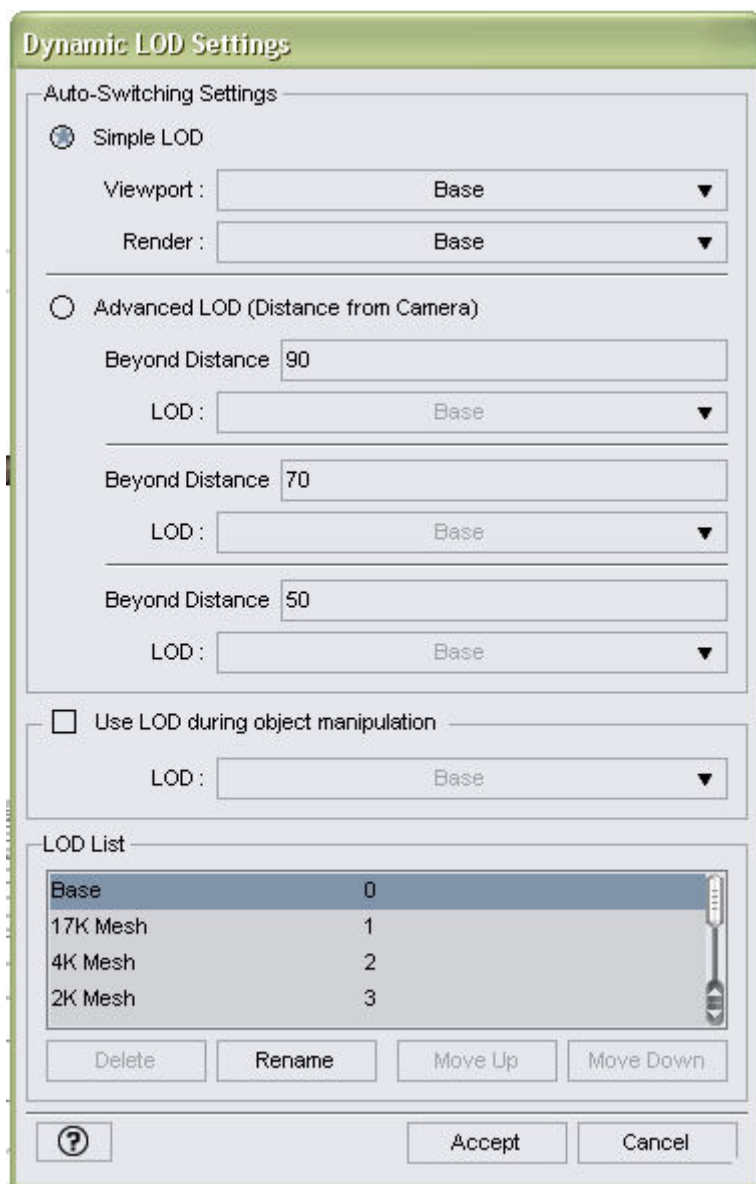 Dynamic LOD Settings
Auto-Switching Settings
Simple LOD
Viewport : Base
Render : Base
Advanced LOD (Distance from Camera)
Beyond Distance 90
LOD : Base
Beyond Distance 70
LOD : Base
Beyond Distance 50
LOD : Base
Use LOD during object manipulation
LOD : Base
LOD List
Base 0
17K Mesh 1
4K Mesh 2
2K Mesh 3
Delete Rename Move Up Move Down
? Accept Cancel